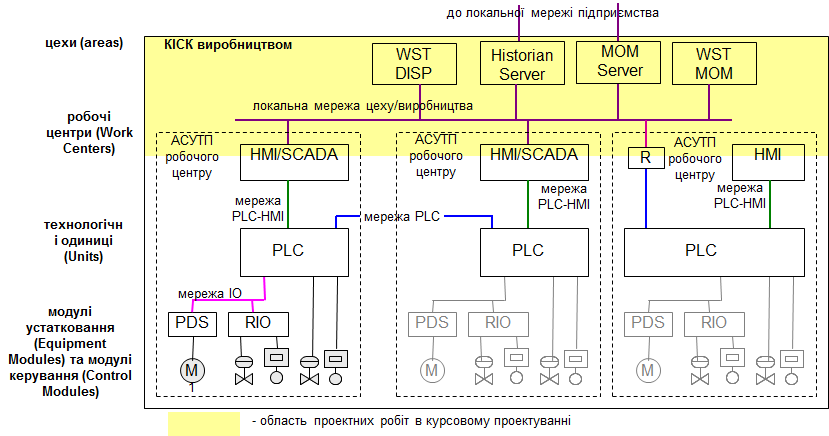 до локальної мережі підприємства
цехи (areas)
КІСК виробництвом
WST
DISP
Historian
Server
MOM
Server
WST
MOM
локальна мережа цеху/виробництва
робочі
центри (Work
Centers)
АСУТП
робочого
центру
HMI/SCADA
АСУТП
робочого
центру
HMI/SCADA
R
АСУТП
робочого
центру
HMI
мережа
PLC-HMI
мережа
PLC-HMI
мережа
PLC-HMI
мережа PLC
технологічн
і одиниці
(Units)
PLC
PLC
PLC
мережа ІО
модулі
устатковання
(Equipment
Modules) та модулі
керування (Control
Modules)
PDS
RIO
PDS
RIO
PDS
RIO
M
M
M
- область проектних робіт в курсовому проектуванні